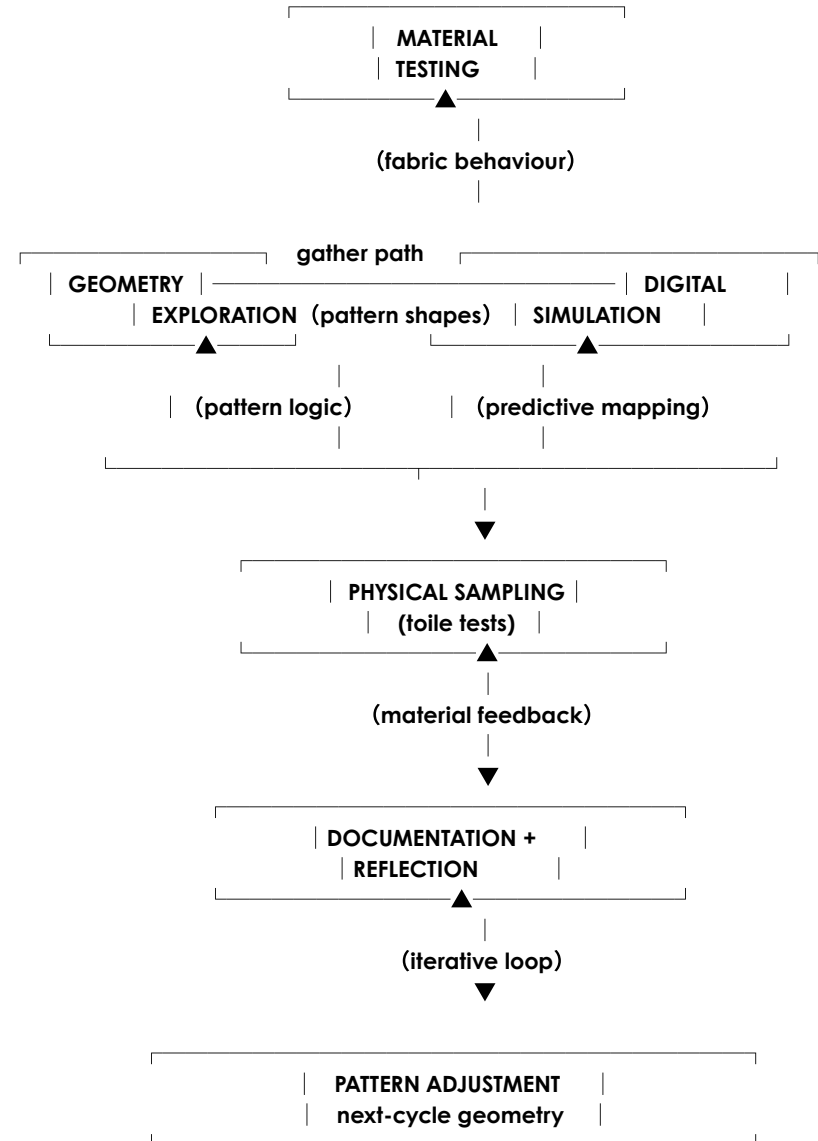 MATERIAL
TESTING
(fabric behaviour)
gather path
GEOMETRY DIGITAL
EXPLORATION (pattern shapes) SIMULATION
(pattern logic) (predictive mapping)
PHYSICAL SAMPLING
(toile tests)
(material feedback)
DOCUMENTATION +
REFLECTION
(iterative loop)
PATTERN ADJUSTMENT
next-cycle geometry